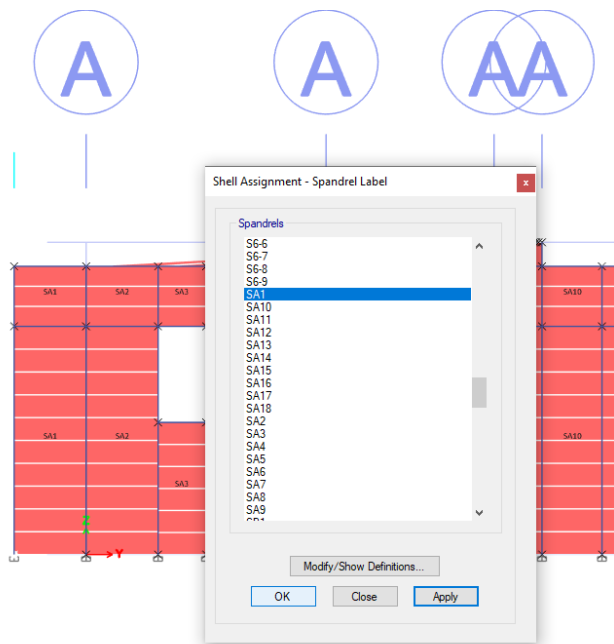 A A A A
Shell Assignment - Spandrel Label
x
Spandrels
S6-6
S6-7
S6-8
S6-9
SA1
SA10
SA11
SA12
SA13
SA14
SA15
SA16
SA17
SA18
SA2
SA3
SA4
SA5
SA6
SA7
SA8
SA9
SA1 SA2 SA3 SA10
SA1 SA2 SA10
SA3
Z
Y
Modify/Show Definitions...
OK Close Apply